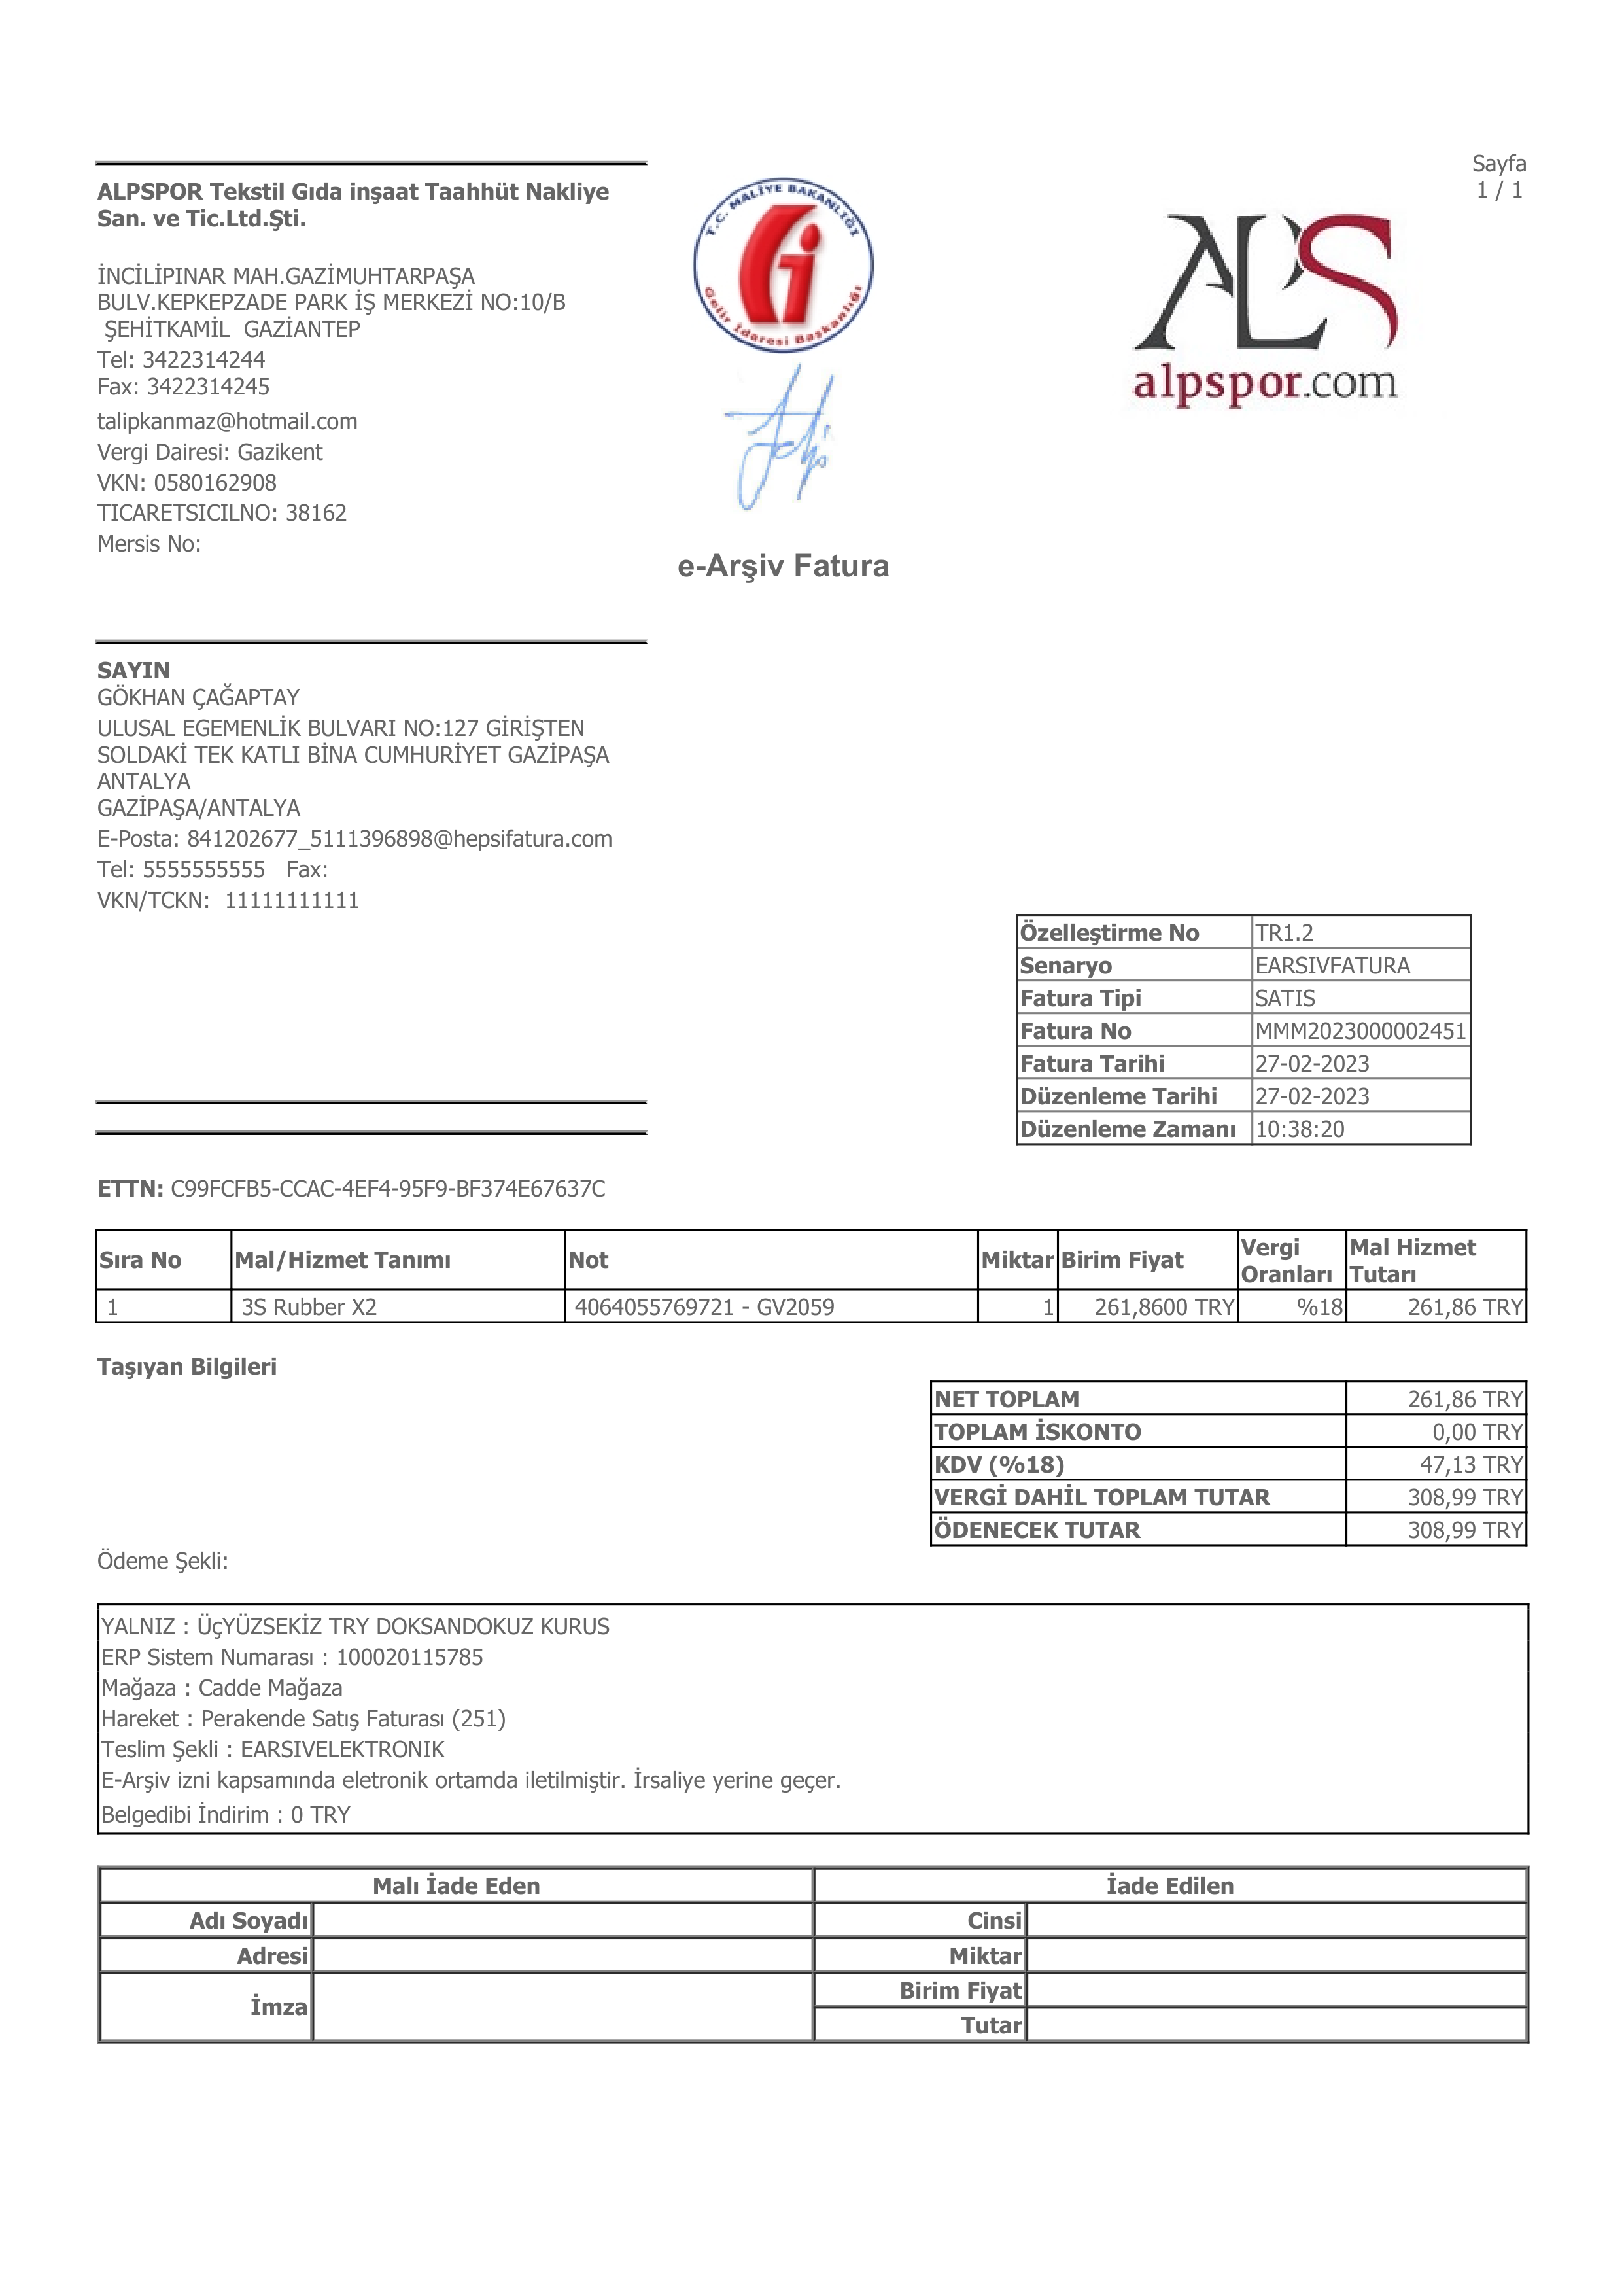 Sayfa
1 / 1
ALPSPOR Tekstil Gıda inşaat Taahhüt Nakliye
San. ve Tic.Ltd.Şti.
İNCİLİPINAR MAH.GAZİMUHTARPAŞA
BULV.KEPKEPZADE PARK İŞ MERKEZİ NO:10/B
ŞEHİTKAMİL GAZİANTEP
Tel: 3422314244
Fax: 3422314245
talipkanmaz@hotmail.com
Vergi Dairesi: Gazikent
VKN: 0580162908
TICARETSICILNO: 38162
Mersis No:
T.C. MALİYE BAKANLIĞI
Gelir İdaresi Başkanlığı
e-Arşiv Fatura
ALPS
alpspor.com
SAYIN
GÖKHAN ÇAĞAPTAY
ULUSAL EGEMENLİK BULVARI NO:127 GİRİŞTEN
SOLDAKİ TEK KATLI BİNA CUMHURİYET GAZİPAŞA
ANTALYA
GAZİPAŞA/ANTALYA
E-Posta: 841202677_5111396898@hepsifatura.com
Tel: 5555555555 Fax:
VKN/TCKN: 11111111111
Özelleştirme No TR1.2
Senaryo EARSIVFATURA
Fatura Tipi SATIS
Fatura No MMM2023000002451
Fatura Tarihi 27-02-2023
Düzenleme Tarihi 27-02-2023
Düzenleme Zamanı 10:38:20
ETTN: C99FCFB5-CCAC-4EF4-95F9-BF374E67637C
Sıra No Mal/Hizmet Tanımı Not Miktar Birim Fiyat Vergi Oranları Mal Hizmet Tutarı
1 3S Rubber X2 4064055769721 - GV2059 1 261,8600 TRY %18 261,86 TRY
Taşıyan Bilgileri
NET TOPLAM 261,86 TRY
TOPLAM İSKONTO 0,00 TRY
KDV (%18) 47,13 TRY
VERGİ DAHİL TOPLAM TUTAR 308,99 TRY
ÖDENECEK TUTAR 308,99 TRY
Ödeme Şekli:
YALNIZ : ÜçYÜZSEKİZ TRY DOKSANDOKUZ KURUS
ERP Sistem Numarası : 100020115785
Mağaza : Cadde Mağaza
Hareket : Perakende Satış Faturası (251)
Teslim Şekli : EARSIVELEKTRONIK
E-Arşiv izni kapsamında eletronik ortamda iletilmiştir. İrsaliye yerine geçer.
Belgedibi İndirim : 0 TRY
Malı İade Eden İade Edilen
Adı Soyadı Cinsi
Adresi Miktar
İmza Birim Fiyat
Tutar